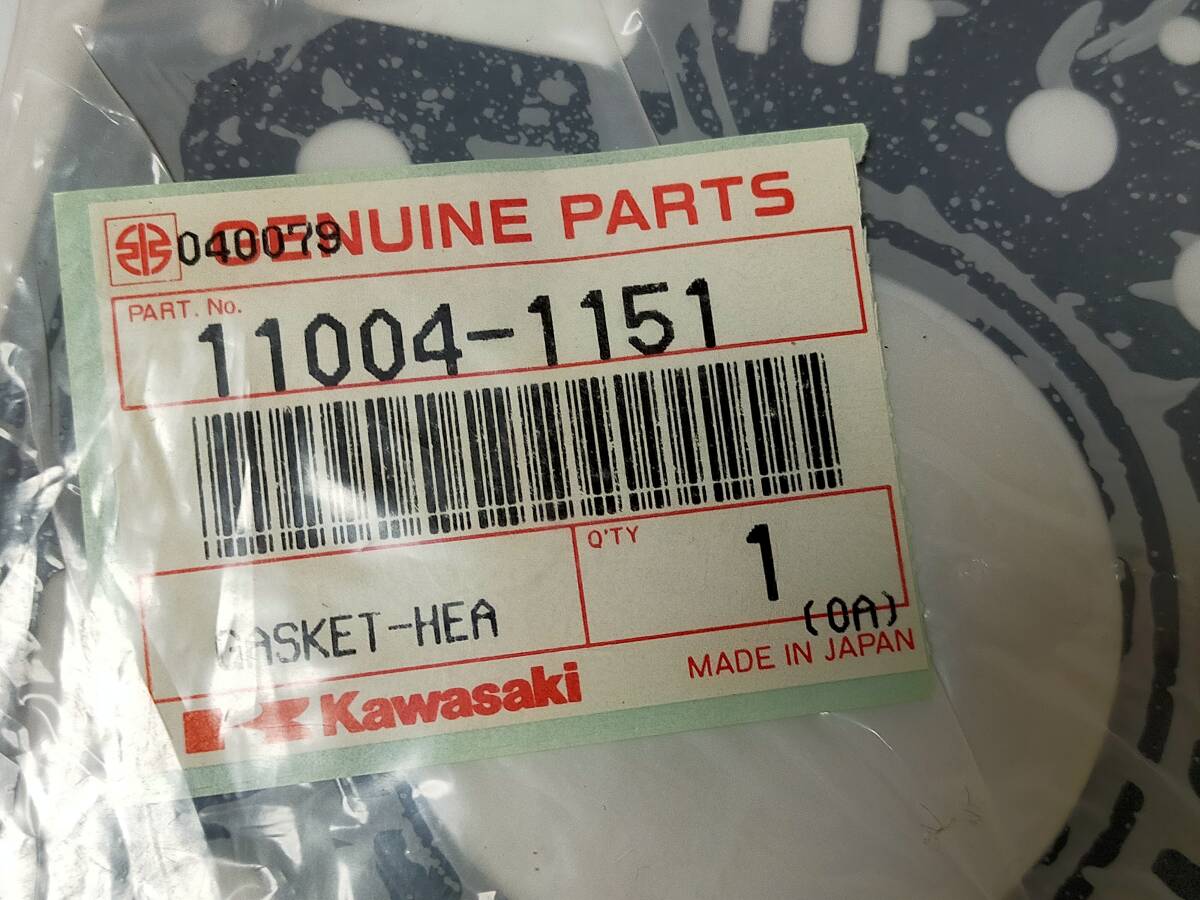 GENUINE PARTS
040079
PART. No.
11004-1151
Q'TY
1
GASKET-HEA
(0A)
MADE IN JAPAN
Kawasaki